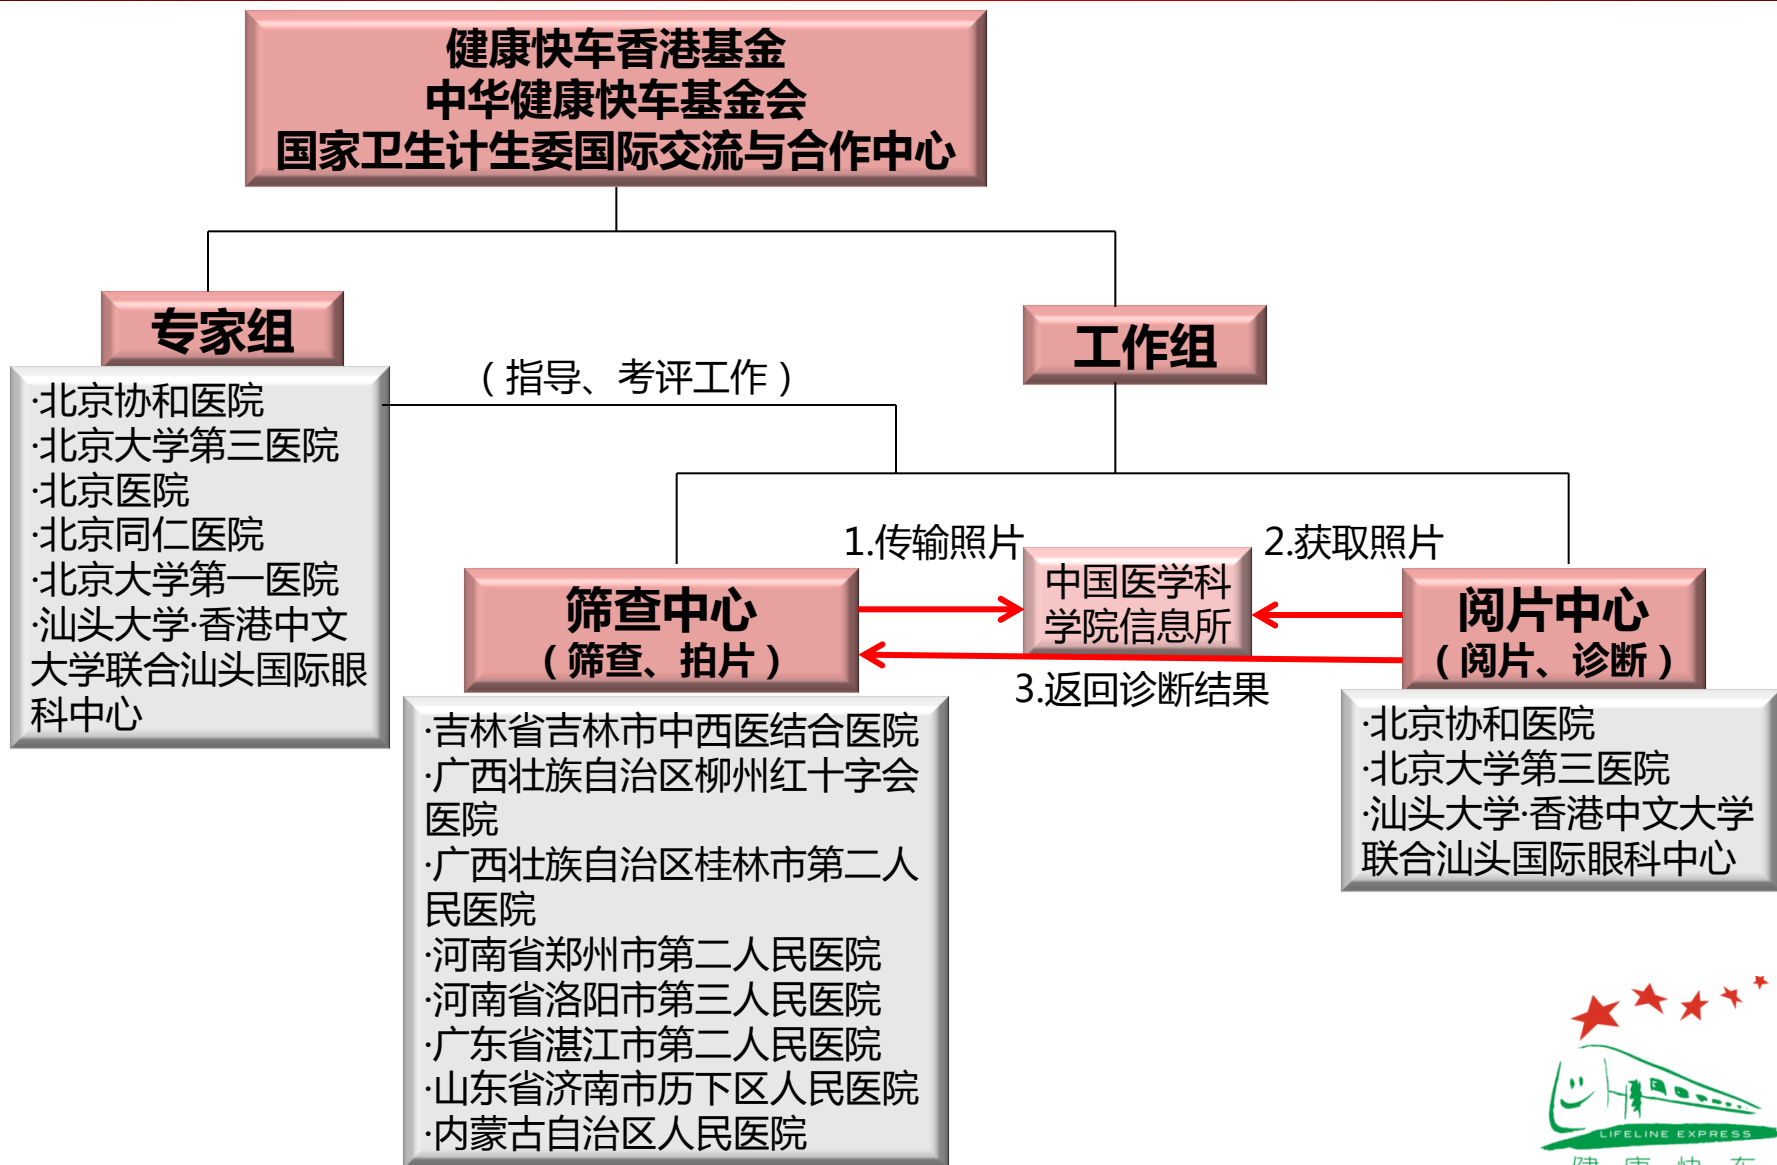 健康快车香港基金
中华健康快车基金会
国家卫生计生委国际交流与合作中心
专家组
·北京协和医院
·北京大学第三医院
·北京医院
·北京同仁医院
·北京大学第一医院
·汕头大学·香港中文
大学联合汕头国际眼
科中心
（指导、考评工作）
工作组
1.传输照片
2.获取照片
筛查中心
（筛查、拍片）
中国医学科
学院信息所
阅片中心
（阅片、诊断）
3.返回诊断结果
·吉林省吉林市中西医结合医院
·广西壮族自治区柳州红十字会
医院
·广西壮族自治区桂林市第二人
民医院
·河南省郑州市第二人民医院
·河南省洛阳市第三人民医院
·广东省湛江市第二人民医院
·山东省济南市历下区人民医院
·内蒙古自治区人民医院
·北京协和医院
·北京大学第三医院
·汕头大学·香港中文大学
联合汕头国际眼科中心
LIFELINE EXPRESS
健康快车